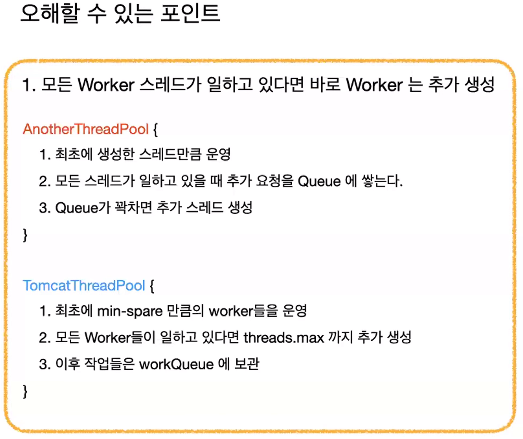 오해할 수 있는 포인트
1. 모든 Worker 스레드가 일하고 있다면 바로 Worker 는 추가 생성
AnotherThreadPool {
1. 최초에 생성한 스레드만큼 운영
2. 모든 스레드가 일하고 있을 때 추가 요청을 Queue 에 쌓는다.
3. Queue가 꽉차면 추가 스레드 생성
}
TomcatThreadPool {
1. 최초에 min-spare 만큼의 worker들을 운영
2. 모든 Worker들이 일하고 있다면 threads.max 까지 추가 생성
3. 이후 작업들은 workQueue 에 보관
}